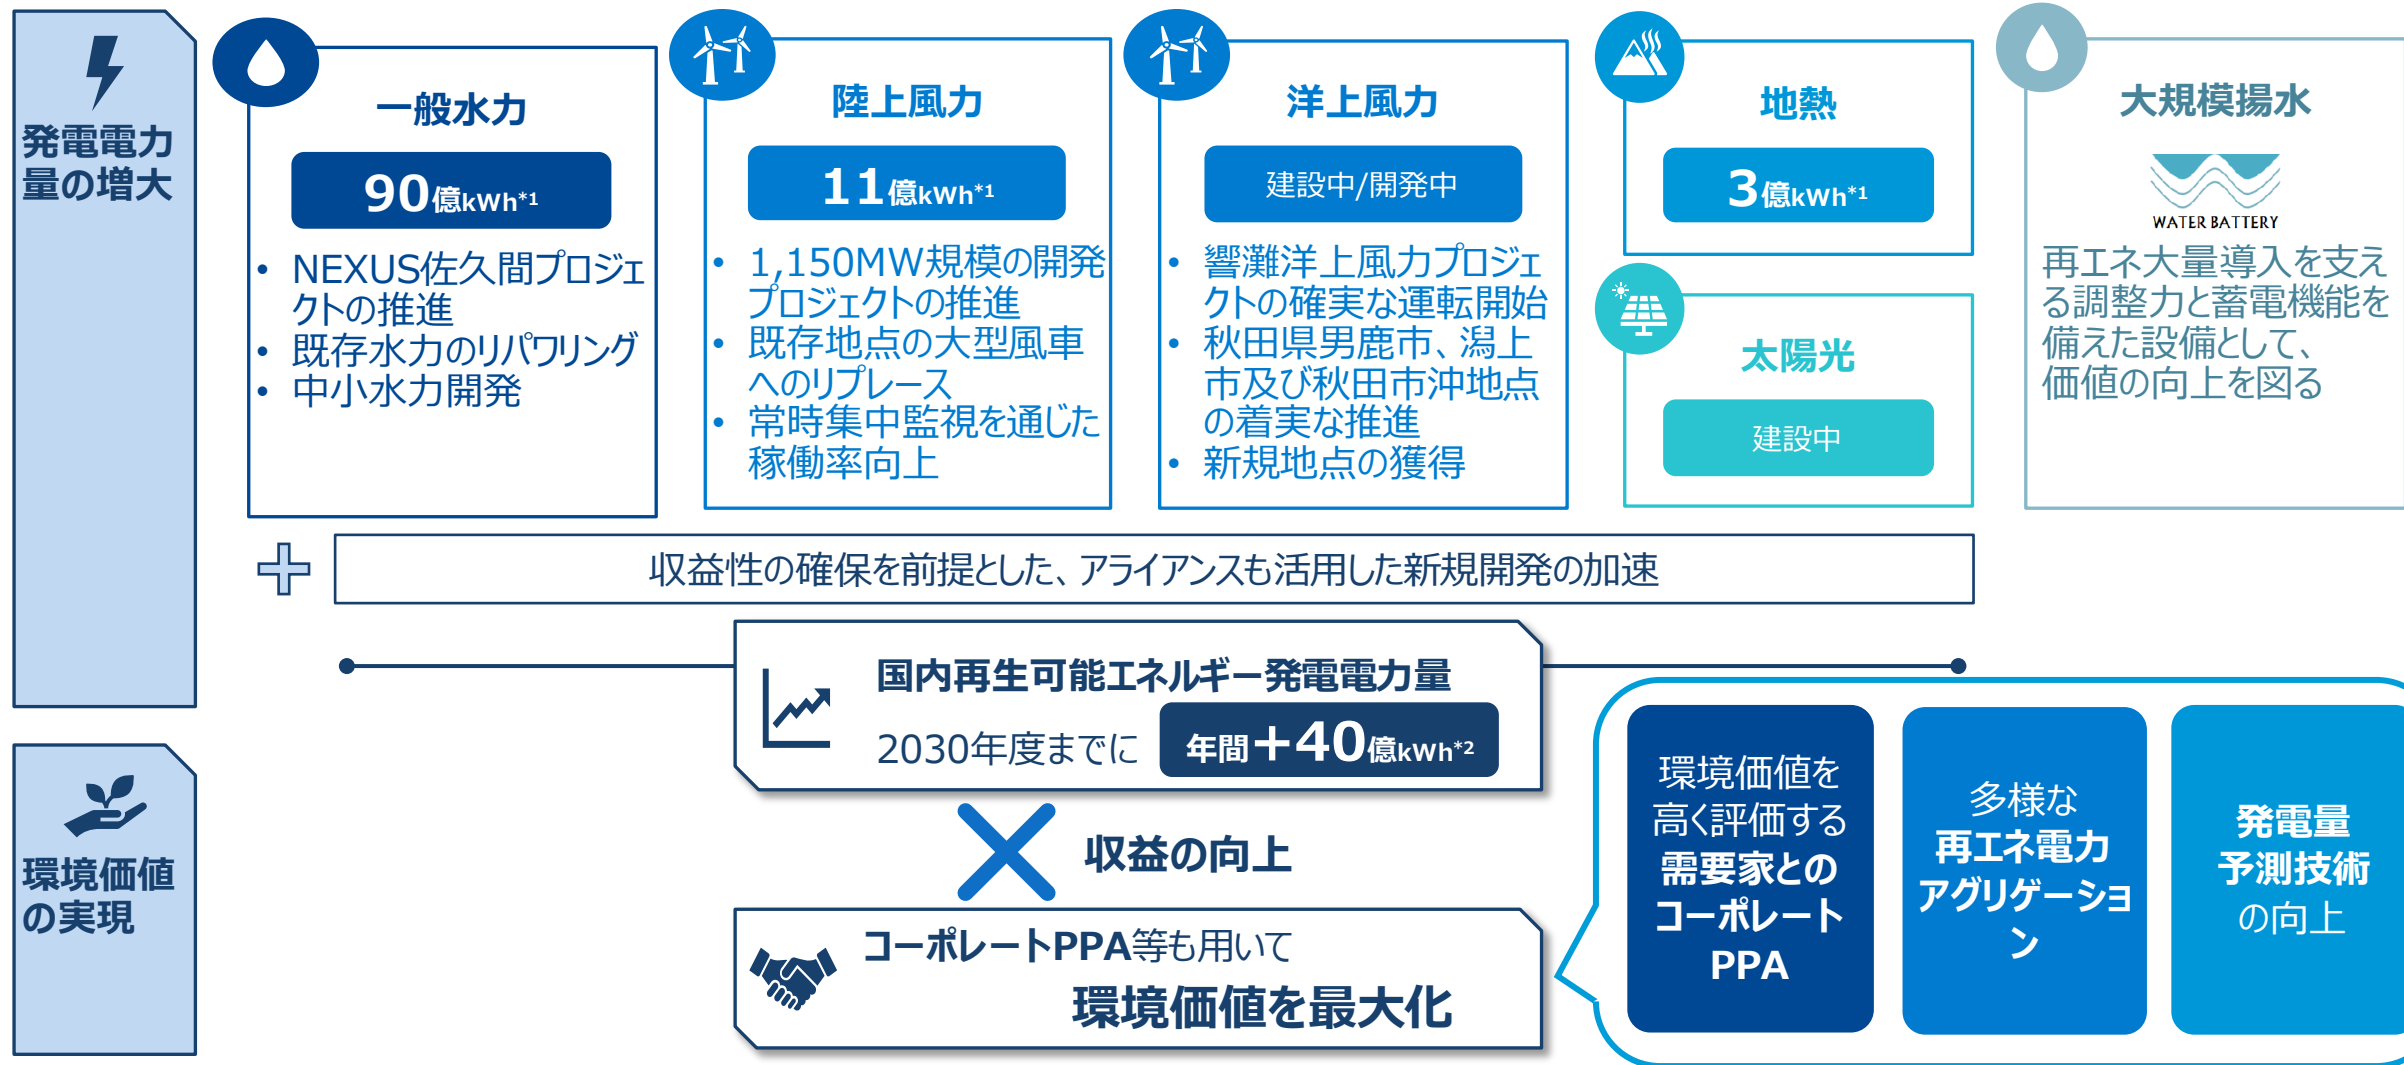 発電電力
量の増大
一般水力
90億kWh*1
• NEXUS佐久間プロジェ
クトの推進
• 既存水力のリパワリング
• 中小水力開発
陸上風力
11億kWh*1
• 1,150MW規模の開発
プロジェクトの推進
• 既存地点の大型風車
へのリプレース
• 常時集中監視を通じた
稼働率向上
洋上風力
建設中/開発中
• 響灘洋上風力プロジェ
クトの確実な運転開始
• 秋田県男鹿市、潟上
市及び秋田市沖地点
の着実な推進
• 新規地点の獲得
地熱
3億kWh*1
太陽光
建設中
大規模揚水
WATER BATTERY
再エネ大量導入を支え
る調整力と蓄電機能を
備えた設備として、
価値の向上を図る
収益性の確保を前提とした、アライアンスも活用した新規開発の加速
国内再生可能エネルギー発電電力量
2030年度までに 年間+40億kWh*2
環境価値
の実現
収益の向上
コーポレートPPA等も用いて
環境価値を最大化
環境価値を
高く評価する
需要家との
コーポレート
PPA
多様な
再エネ電力
アグリゲーショ
ン
発電量
予測技術
の向上